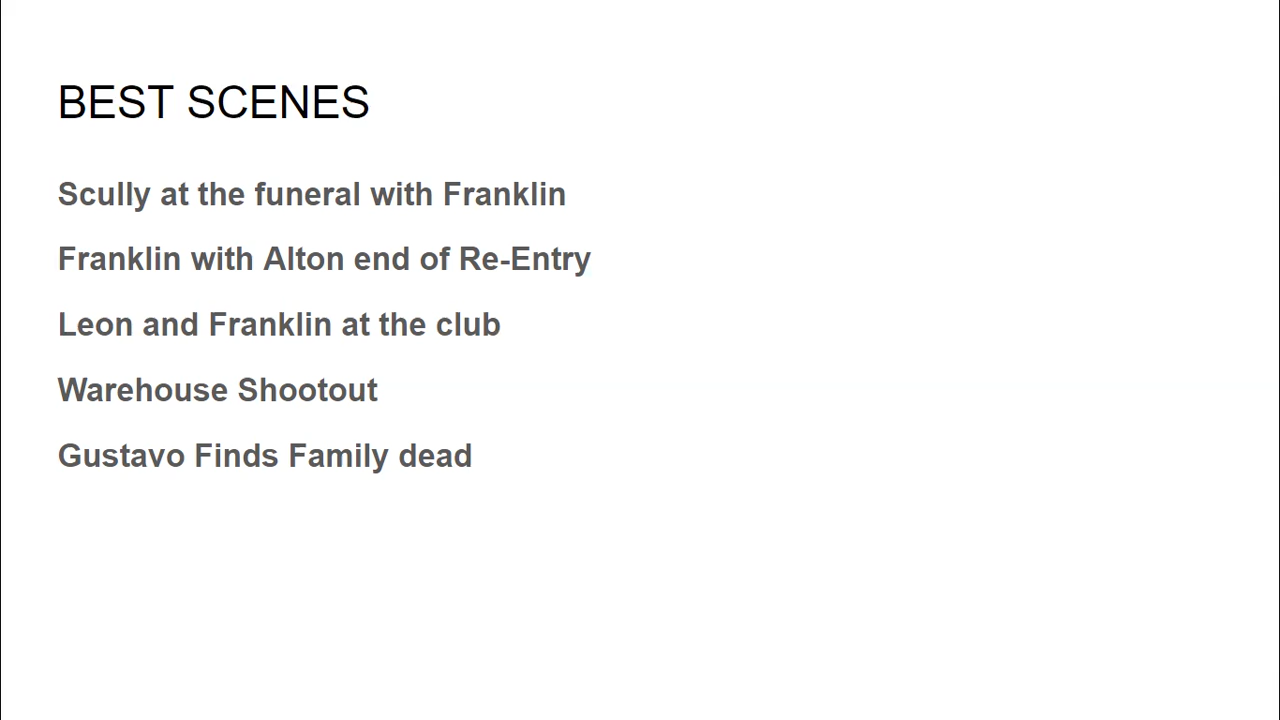 BEST SCENES
Scully at the funeral with Franklin
Franklin with Alton end of Re-Entry
Leon and Franklin at the club
Warehouse Shootout
Gustavo Finds Family dead